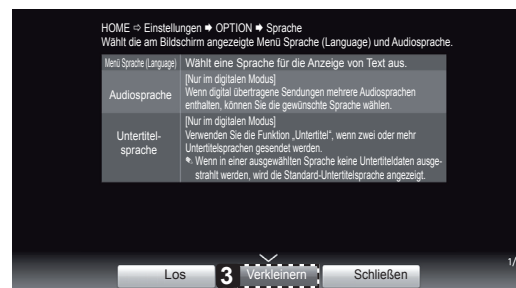 HOME ⇨ Einstellungen ➡ OPTION ➡ Sprache
Wählt die am Bildschirm angezeigte Menü Sprache (Language) und Audiosprache.
Menü Sprache (Language) Wählt eine Sprache für die Anzeige von Text aus.
Audiosprache
[Nur im digitalen Modus]
Wenn digital übertragene Sendungen mehrere Audiosprachen
enthalten, können Sie die gewünschte Sprache wählen.
Untertitel-
sprache
[Nur im digitalen Modus]
Verwenden Sie die Funktion „Untertitel", wenn zwei oder mehr
Untertitelsprachen gesendet werden.
Wenn in einer ausgewählten Sprache keine Untertiteldaten ausge-
strahlt werden, wird die Standard-Untertitelsprache angezeigt.
1/
Los 3 Verkleinern Schließen